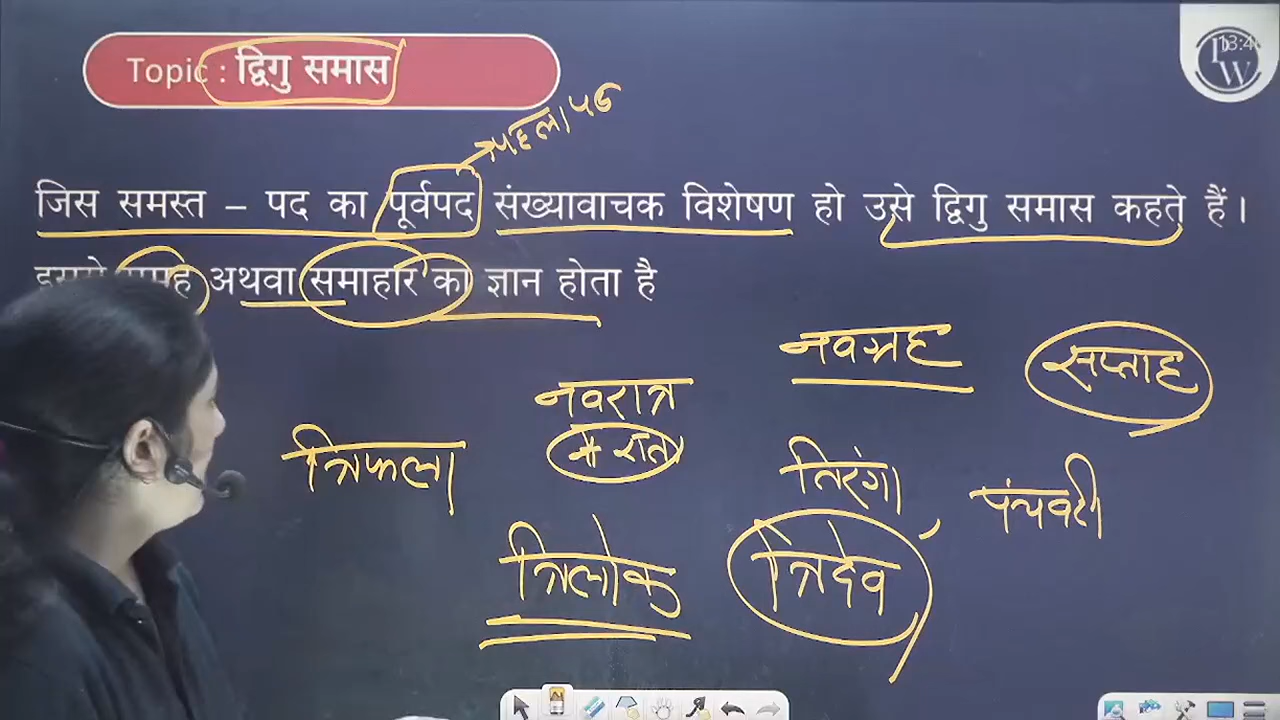 Topic : द्विगु समास
पहला पद
जिस समस्त – पद का पूर्वपद संख्यावाचक विशेषण हो उसे द्विगु समास कहते हैं।
अथवा समाहार का ज्ञान होता है
नवग्रह
सप्ताह
नवरात्र
त्रिफला
रात
तिरंगा
पंचवटी
त्रिलोक
त्रिदेव